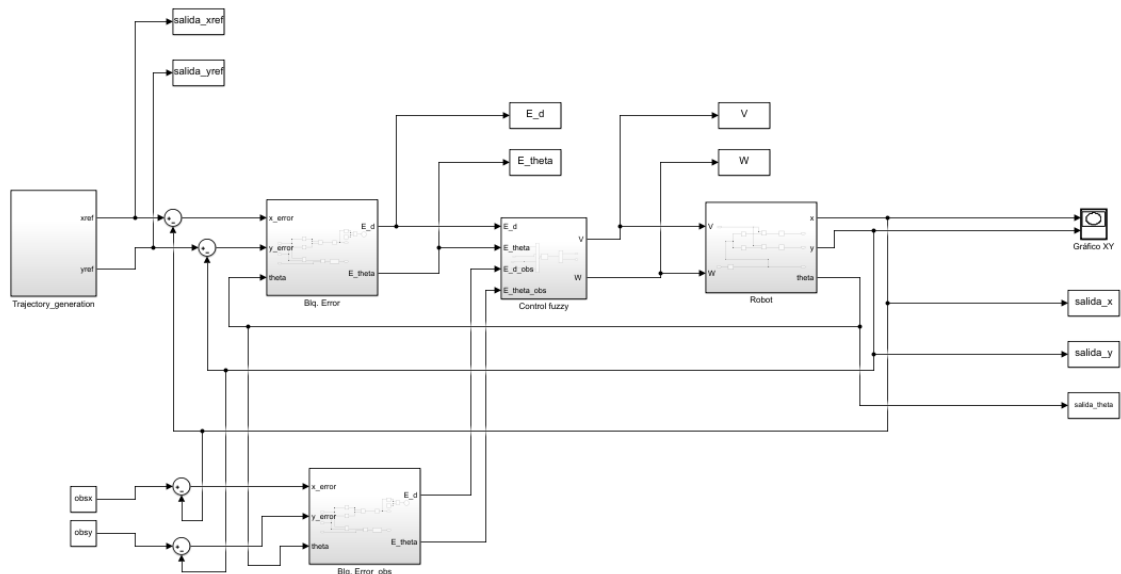 salida_xref
salida_yref
E_d
V
E_theta
W
xref
yref
Trajectory_generation
+
-
+
-
x_error
y_error
theta
E_d
E_theta
Blq. Error
E_d
E_theta
E_d_obs
E_theta_obs
V
W
Control fuzzy
V
W
x
y
theta
Robot
Gráfico XY
salida_x
salida_y
salida_theta
obsx
+
-
obsy
+
-
x_error
y_error
theta
E_d
E_theta
Blq. Error_obs